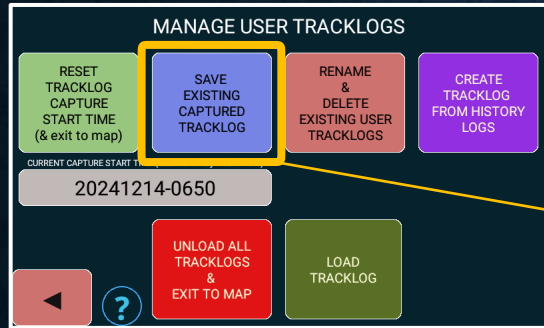 MANAGE USER TRACKLOGS
RESET
TRACKLOG
CAPTURE
START TIME
(& exit to map)
SAVE
EXISTING
CAPTURED
TRACKLOG
RENAME
&
DELETE
EXISTING USER
TRACKLOGS
CREATE
TRACKLOG
FROM HISTORY
LOGS
CURRENT CAPTURE START
20241214-0650
UNLOAD ALL
TRACKLOGS
&
EXIT TO MAP
LOAD
TRACKLOG
?